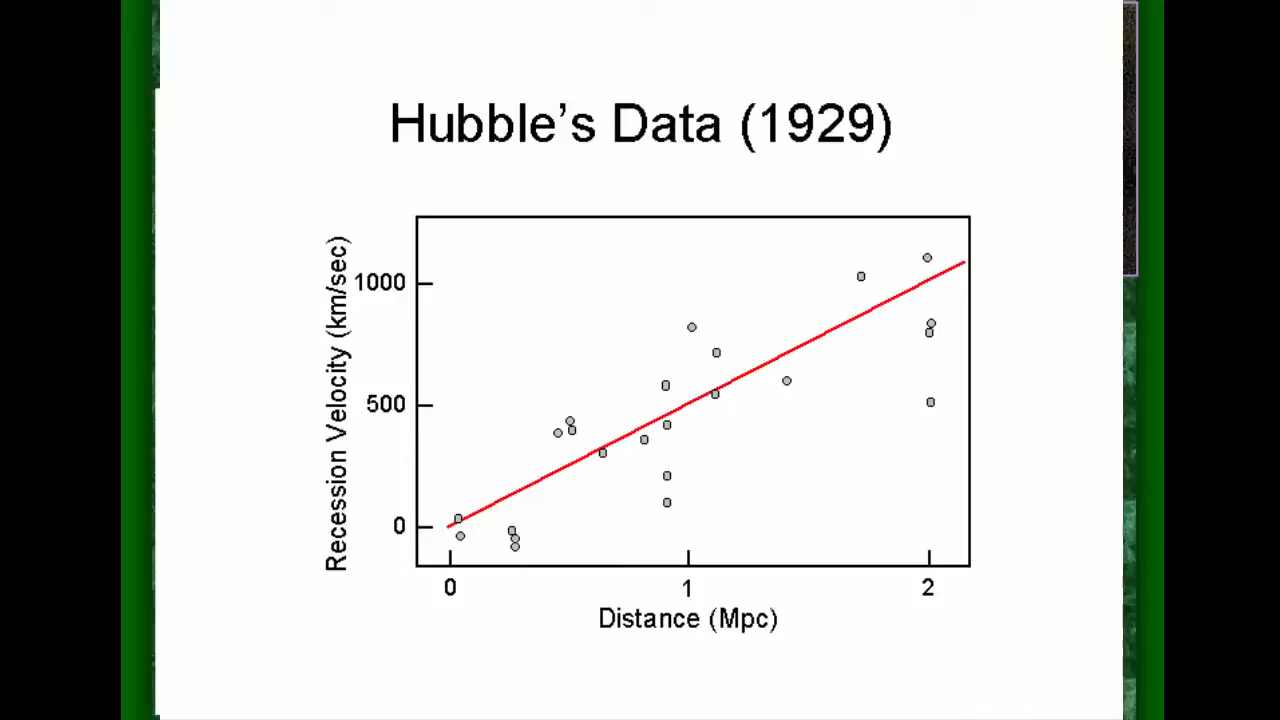 Hubble’s Data (1929)
Recession Velocity (km/sec)
1000
500
0
0 1 2
Distance (Mpc)